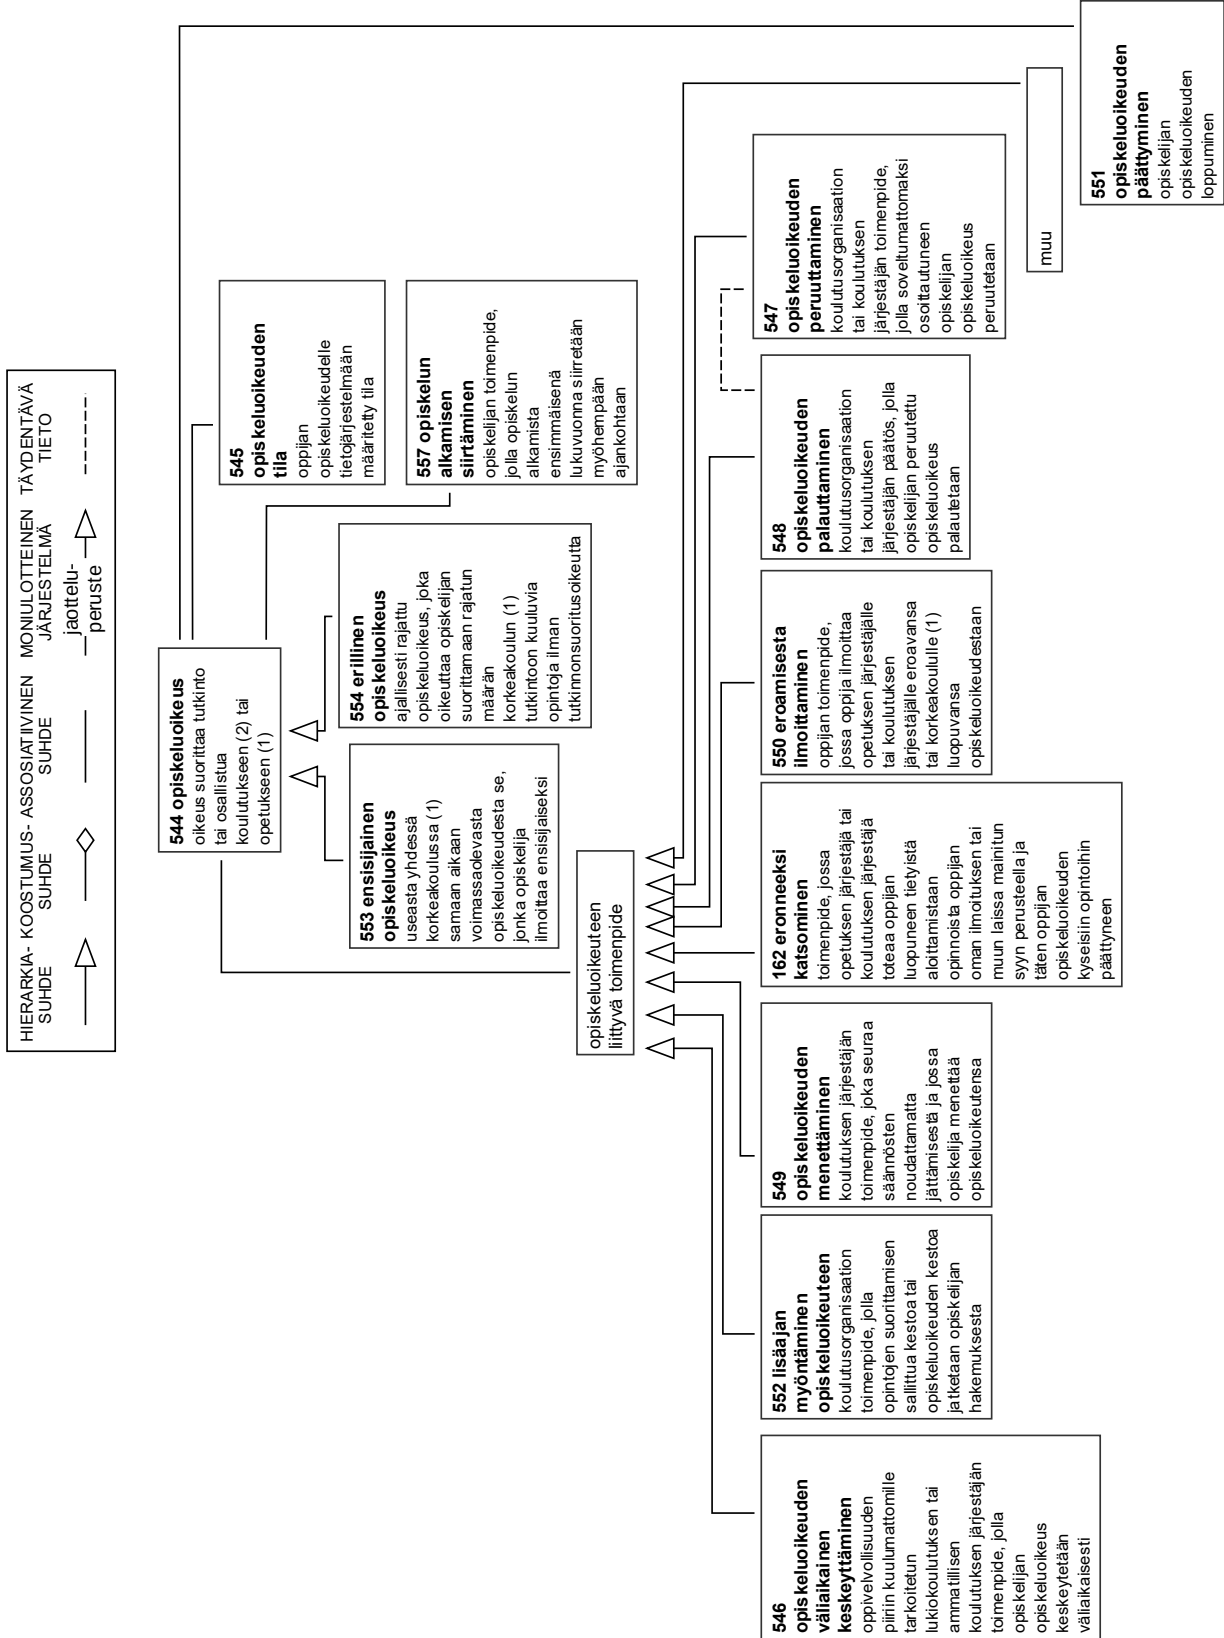 HIERARKIA-
SUHDE
KOOSTUMUS-
SUHDE
ASSOSIATIIVINEN
SUHDE
MONIULOTTEINEN
JÄRJESTELMÄ
TÄYDENTÄVÄ
TIETO
jaottelu-
peruste
544 opiskeluoikeus
oikeus suorittaa tutkinto
tai osallistua
koulutukseen (2) tai
opetukseen (1)
545
opiskeluoikeuden
tila
oppijan
opiskeluoikeudelle
tietojärjestelmään
määritetty tila
553 ensisijainen
opiskeluoikeus
useasta yhdessä
korkeakoulussa (1)
samaan aikaan
voimassaolevasta
opiskeluoikeudesta se,
jonka opiskelija
ilmoittaa ensisijaiseksi
554 erillinen
opiskeluoikeus
ajallisesti rajattu
opiskeluoikeus, joka
oikeuttaa opiskelijan
suorittamaan rajatun
määrän
korkeakoulun (1)
tutkintoon kuuluvia
opintoja ilman
tutkinnonsuoritusoikeutta
557 opiskelun
alkamisen
siirtäminen
opiskelijan toimenpide,
jolla opiskelun
alkamista
ensimmäisenä
lukuvuonna siirretään
myöhempään
ajankohtaan
opiskeluoikeuteen
liittyvä toimenpide
546
opiskeluoikeuden
väliaikainen
keskeyttäminen
oppivelvollisuuden
piiriin kuulumattomille
tarkoitetun
lukiokoulutuksen tai
ammatillisen
koulutuksen järjestäjän
toimenpide, jolla
opiskelijan
opiskeluoikeus
keskeytetään
väliaikaisesti
552 lisäajan
myöntäminen
opiskeluoikeuteen
koulutusorganisaation
toimenpide, jolla
opintojen suorittamisen
sallittua kestoa tai
opiskeluoikeuden kestoa
jatketaan opiskelijan
hakemuksesta
549
opiskeluoikeuden
menettäminen
koulutuksen järjestäjän
toimenpide, joka seuraa
säännösten
noudattamatta
jättämisestä ja jossa
opiskelija menettää
opiskeluoikeutensa
162 eronneeksi
katsominen
toimenpide, jossa
opetuksen järjestäjä tai
koulutuksen järjestäjä
toteaa oppijan
luopuneen tietyistä
aloittamistaan
opinnoista oppijan
oman ilmoituksen tai
muun laissa mainitun
syyn perusteella ja
täten oppijan
opiskeluoikeuden
kyseisiin opintoihin
päättyneen
550 eroamisesta
ilmoittaminen
oppijan toimenpide,
jossa oppija ilmoittaa
opetuksen järjestäjälle
tai koulutuksen
järjestäjälle eroavansa
tai korkeakoululle (1)
luopuvansa
opiskeluoikeudestaan
548
opiskeluoikeuden
palauttaminen
koulutusorganisaation
tai koulutuksen
järjestäjän päätös, jolla
opiskelijan peruutettu
opiskeluoikeus
palautetaan
547
opiskeluoikeuden
peruuttaminen
koulutusorganisaation
tai koulutuksen
järjestäjän toimenpide,
jolla soveltumattomaksi
osoittautuneen
opiskelijan
opiskeluoikeus
peruutetaan
muu
551
opiskeluoikeuden
päättyminen
opiskelijan
opiskeluoikeuden
loppuminen